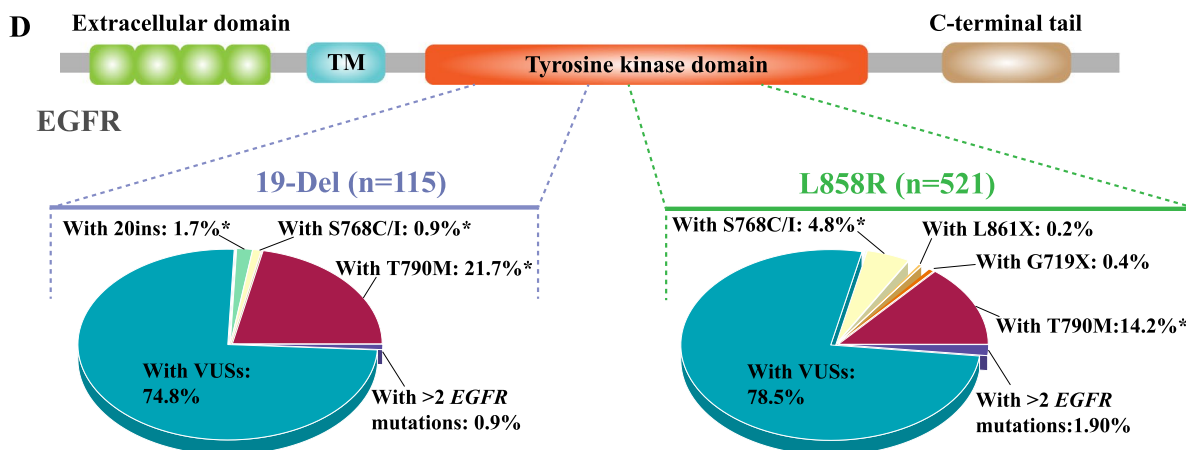 D
Extracellular domain
C-terminal tail
TM
Tyrosine kinase domain
EGFR
19-Del (n=115)
With 20ins: 1.7%*
With S768C/I: 0.9%*
With T790M: 21.7%*
With VUSs:
74.8%
With >2 EGFR
mutations: 0.9%
L858R (n=521)
With S768C/I: 4.8%*
With L861X: 0.2%
With G719X: 0.4%
With T790M:14.2%*
With VUSs:
78.5%
With >2 EGFR
mutations:1.90%